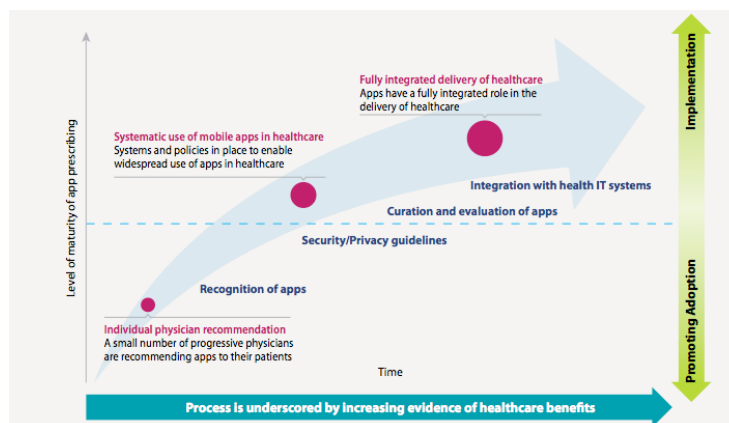 Fully integrated delivery of healthcare
Apps have a fully integrated role in the
delivery of healthcare
Systematic use of mobile apps in healthcare
Systems and policies in place to enable
widespread use of apps in healthcare
Integration with health IT systems
Curation and evaluation of apps
Security/Privacy guidelines
Recognition of apps
Individual physician recommendation
A small number of progressive physicians
are recommending apps to their patients
Level of maturity of app prescribing
Time
Process is underscored by increasing evidence of healthcare benefits
Implementation
Promoting Adoption